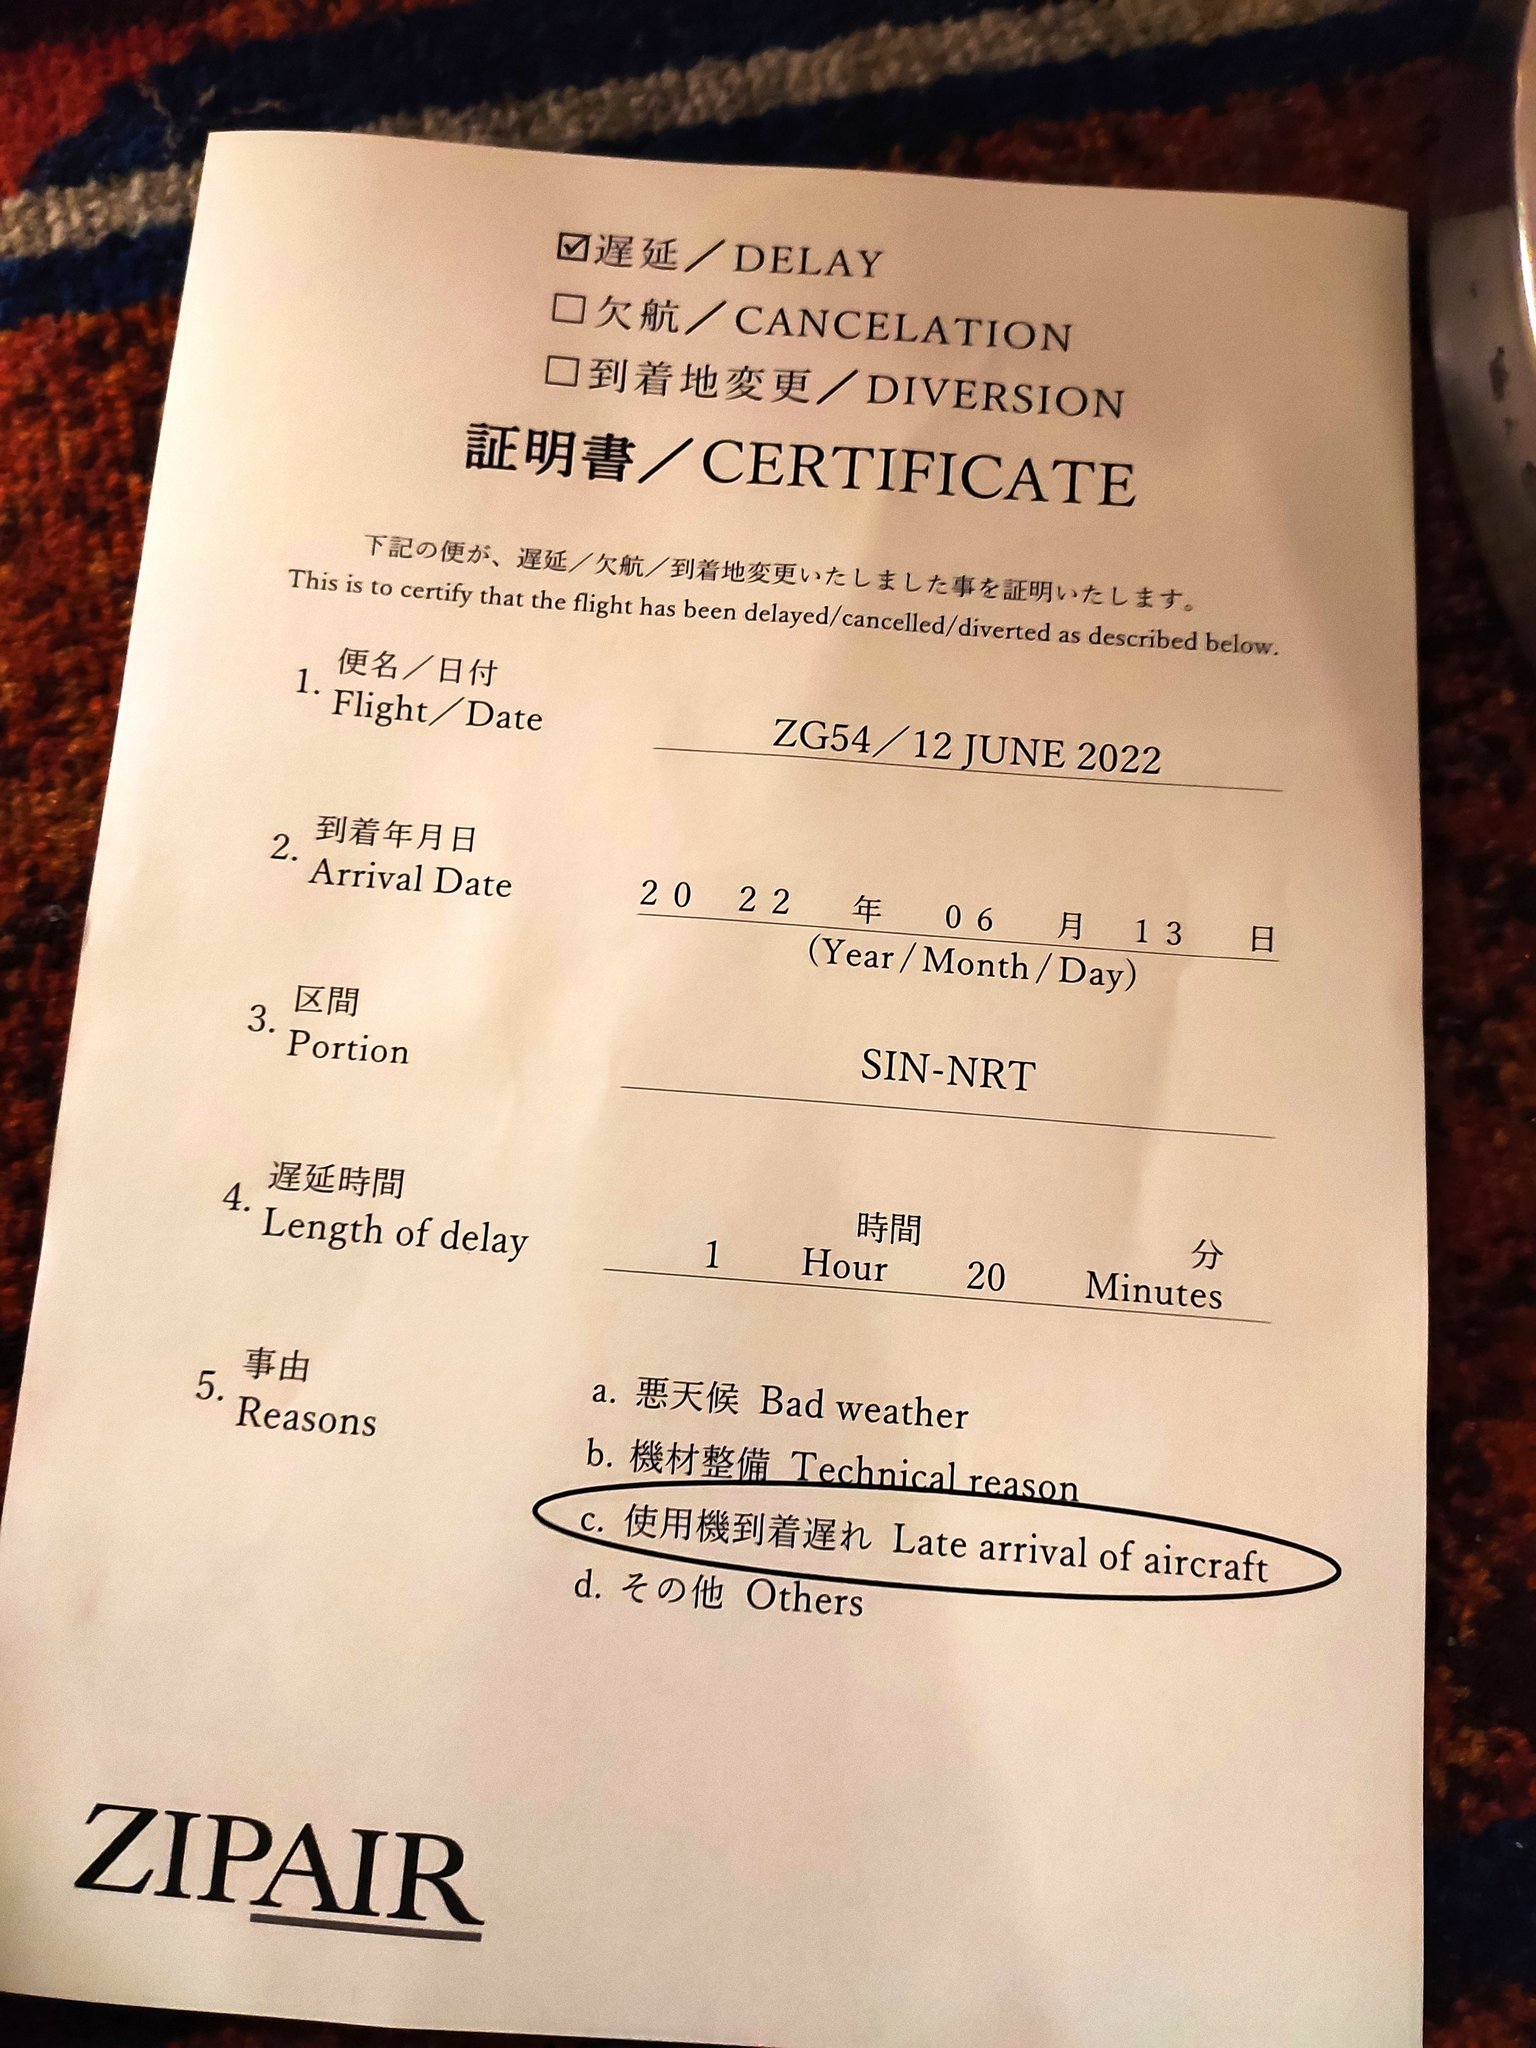 ☑遅延／DELAY
☐欠航／CANCELATION
☐到着地変更／DIVERSION
証明書／CERTIFICATE
下記の便が、遅延／欠航／到着地変更いたしました事を証明いたします。
This is to certify that the flight has been delayed/cancelled/diverted as described below.
1. 便名／日付
Flight／Date
ZG54／12 JUNE 2022
2. 到着年月日
Arrival Date
20 22 年 06 月 13 日
(Year/Month/Day)
3. 区間
Portion
SIN-NRT
4. 遅延時間
Length of delay
時間 分
1 Hour 20 Minutes
5. 事由
Reasons
a. 悪天候 Bad weather
b. 機材整備 Technical reason
c. 使用機到着遅れ Late arrival of aircraft
d. その他 Others
ZIPAIR